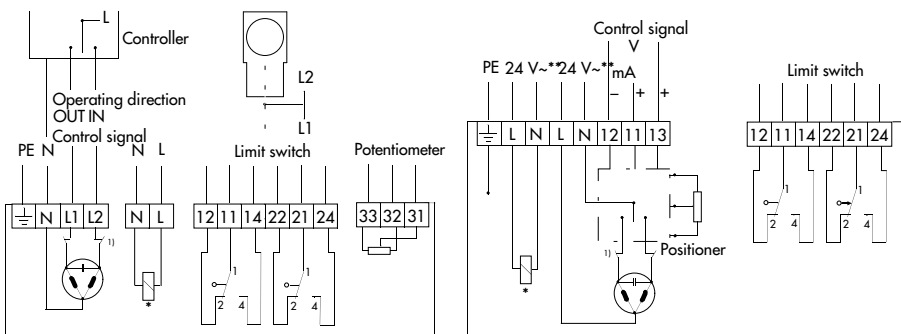 L
Controller
Operating direction
OUT IN
Control signal
PE N
N L
L2
L1
Limit switch
Potentiometer
N L1 L2
N L
12 11 14 22 21 24
33 32 31
1)
*
1
2 4
1
2 4
Control signal
V
PE 24 V~** 24 V~** mA
− + +
L N L N 12 11 13
Positioner
1)
*
Limit switch
12 11 14 22 21 24
1
2 4
1
2 4